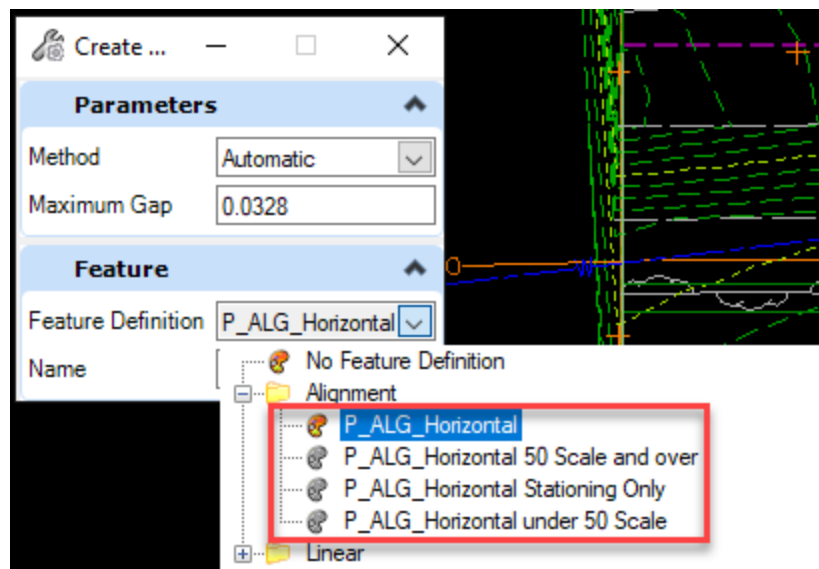 Create ...
Parameters
Method Automatic
Maximum Gap 0.0328
Feature
Feature Definition P_ALG_Horizontal
Name
No Feature Definition
Alignment
P_ALG_Horizontal
P_ALG_Horizontal 50 Scale and over
P_ALG_Horizontal Stationing Only
P_ALG_Horizontal under 50 Scale
Linear